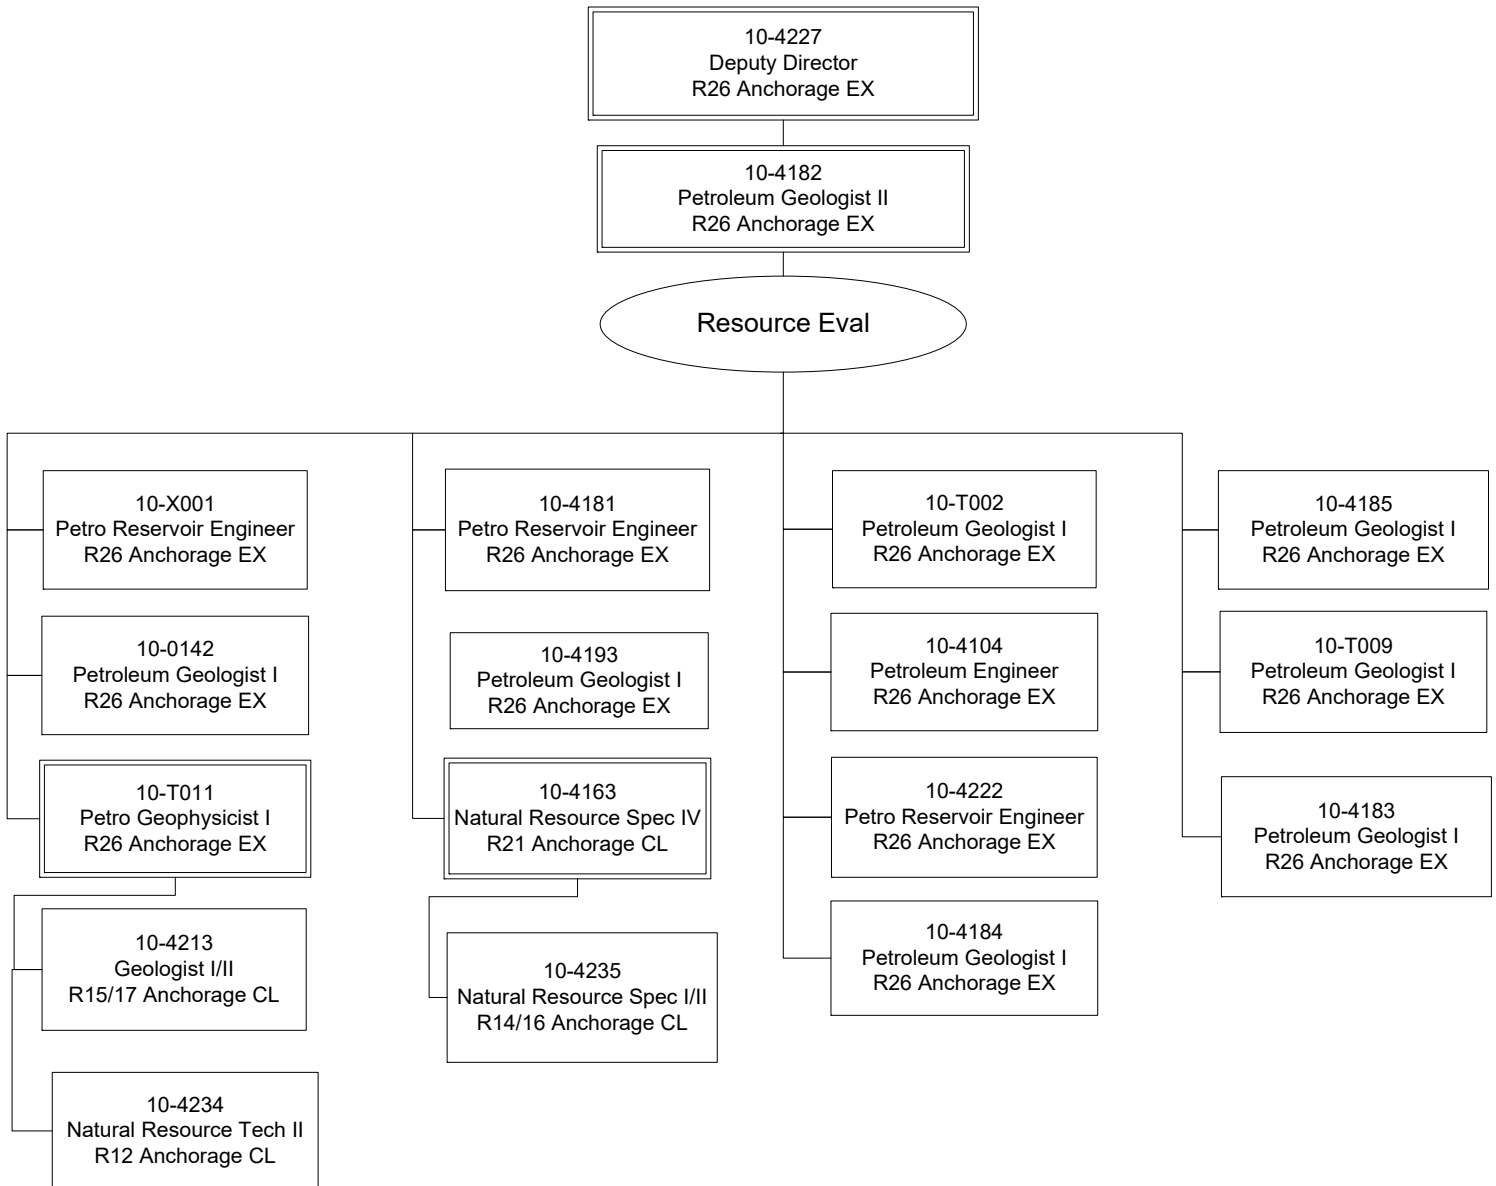 10-4227
Deputy Director
R26 Anchorage EX
10-4182
Petroleum Geologist II
R26 Anchorage EX
Resource Eval
10-X001
Petro Reservoir Engineer
R26 Anchorage EX
10-0142
Petroleum Geologist I
R26 Anchorage EX
10-T011
Petro Geophysicist I
R26 Anchorage EX
10-4213
Geologist I/II
R15/17 Anchorage CL
10-4234
Natural Resource Tech II
R12 Anchorage CL
10-4181
Petro Reservoir Engineer
R26 Anchorage EX
10-4193
Petroleum Geologist I
R26 Anchorage EX
10-4163
Natural Resource Spec IV
R21 Anchorage CL
10-4235
Natural Resource Spec I/II
R14/16 Anchorage CL
10-T002
Petroleum Geologist I
R26 Anchorage EX
10-4104
Petroleum Engineer
R26 Anchorage EX
10-4222
Petro Reservoir Engineer
R26 Anchorage EX
10-4184
Petroleum Geologist I
R26 Anchorage EX
10-4185
Petroleum Geologist I
R26 Anchorage EX
10-T009
Petroleum Geologist I
R26 Anchorage EX
10-4183
Petroleum Geologist I
R26 Anchorage EX